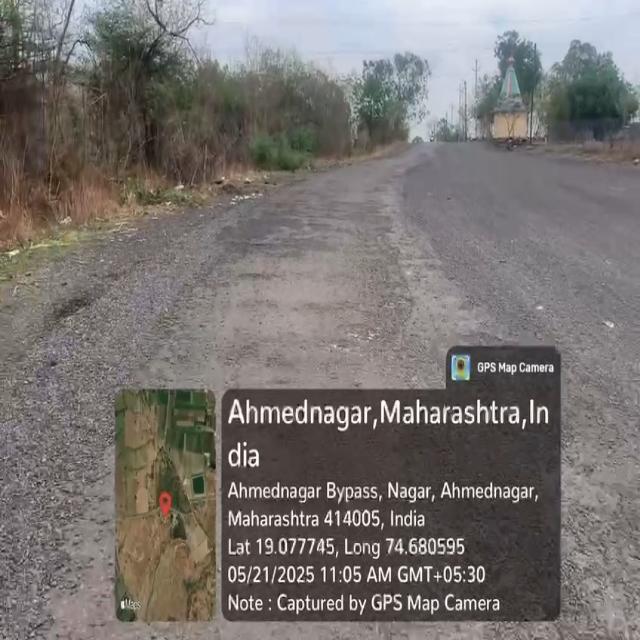 GPS Map Camera
Ahmednagar,Maharashtra,In
dia
Ahmednagar Bypass, Nagar, Ahmednagar,
Maharashtra 414005, India
Lat 19.077745, Long 74.680595
05/21/2025 11:05 AM GMT+05:30
Note : Captured by GPS Map Camera
Maps